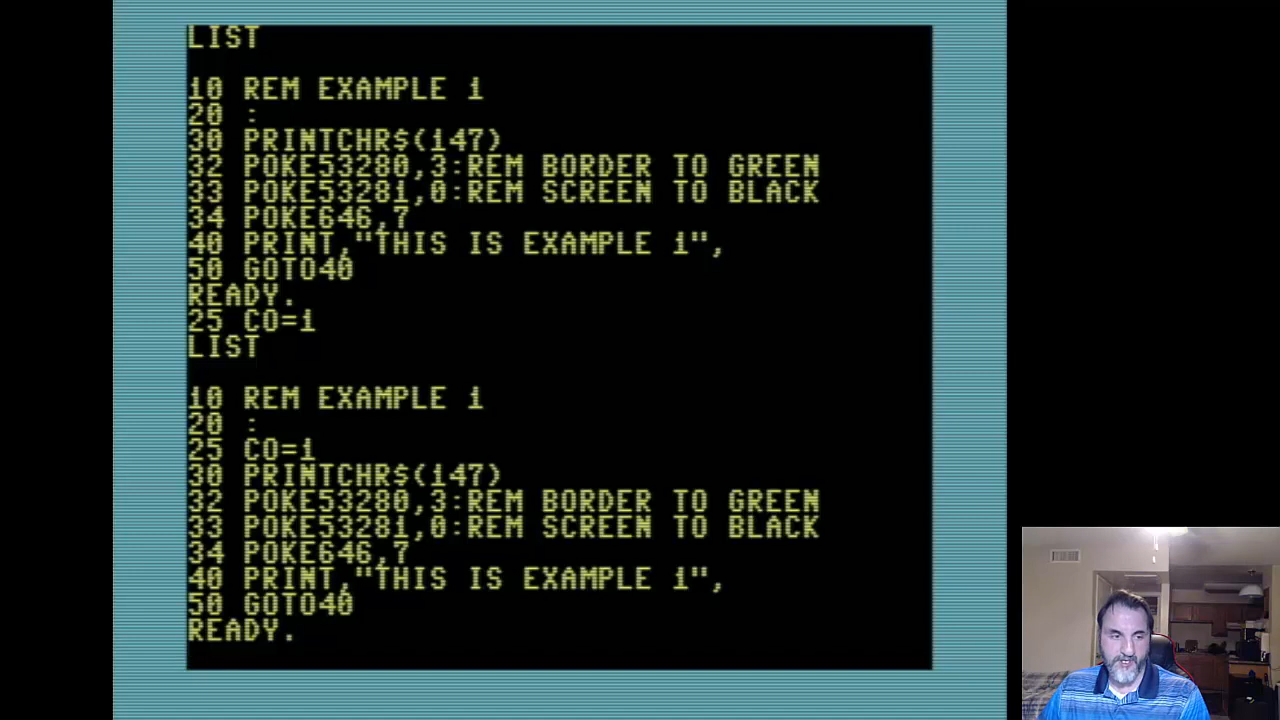 LIST
10 REM EXAMPLE 1
20 :
30 PRINTCHR$(147)
32 POKE53280,3:REM BORDER TO GREEN
33 POKE53281,0:REM SCREEN TO BLACK
34 POKE646,7
40 PRINT,"THIS IS EXAMPLE 1",
50 GOTO40
READY.
25 CO=1
LIST
10 REM EXAMPLE 1
20 :
25 CO=1
30 PRINTCHR$(147)
32 POKE53280,3:REM BORDER TO GREEN
33 POKE53281,0:REM SCREEN TO BLACK
34 POKE646,7
40 PRINT,"THIS IS EXAMPLE 1",
50 GOTO40
READY.